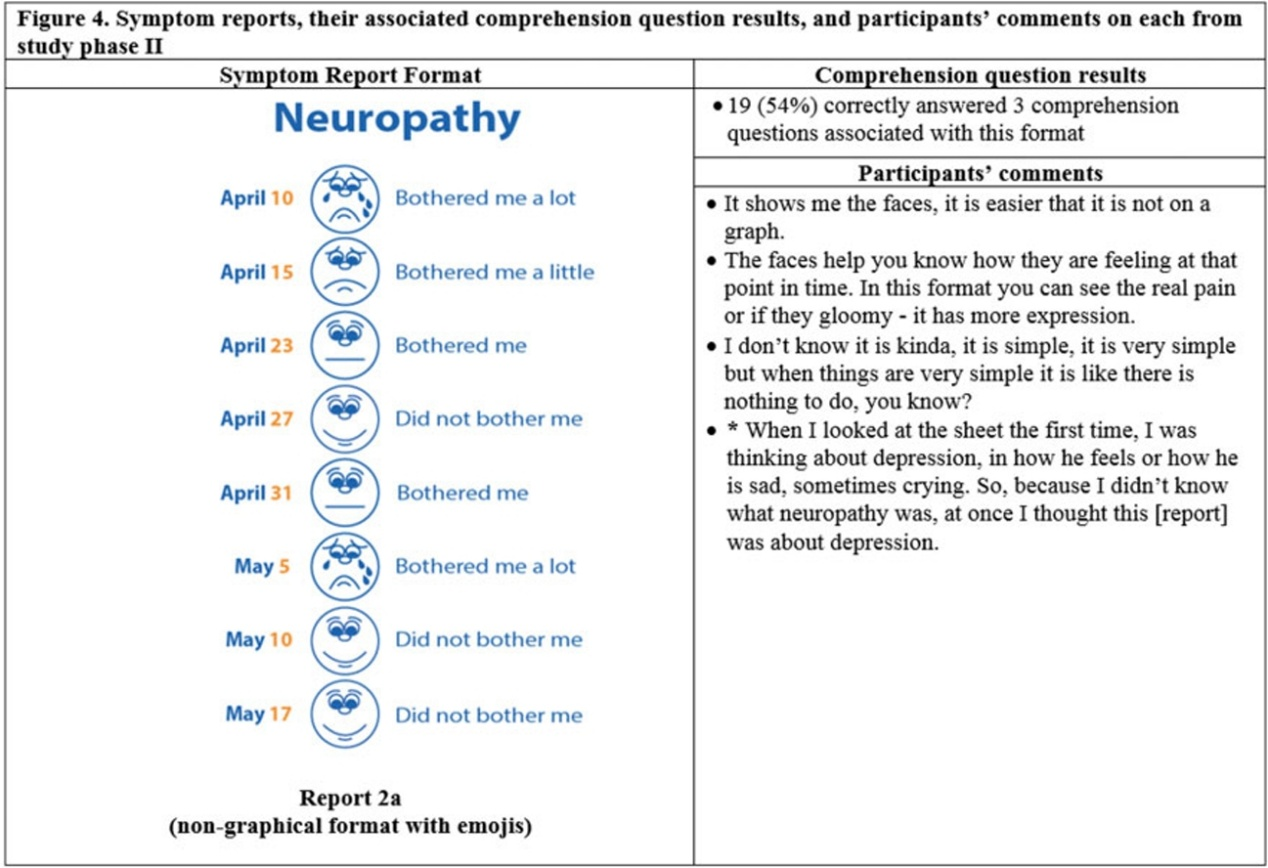 Figure 4. Symptom reports, their associated comprehension question results, and participants’ comments on each from
study phase II
Symptom Report Format
Neuropathy
April 10 Bothered me a lot
April 15 Bothered me a little
April 23 Bothered me
April 27 Did not bother me
April 31 Bothered me
May 5 Bothered me a lot
May 10 Did not bother me
May 17 Did not bother me
Report 2a
(non-graphical format with emojis)
Comprehension question results
• 19 (54%) correctly answered 3 comprehension
questions associated with this format
Participants’ comments
• It shows me the faces, it is easier that it is not on a
graph.
• The faces help you know how they are feeling at that
point in time. In this format you can see the real pain
or if they gloomy - it has more expression.
• I don’t know it is kinda, it is simple, it is very simple
but when things are very simple it is like there is
nothing to do, you know?
• * When I looked at the sheet the first time, I was
thinking about depression, in how he feels or how he
is sad, sometimes crying. So, because I didn’t know
what neuropathy was, at once I thought this [report]
was about depression.